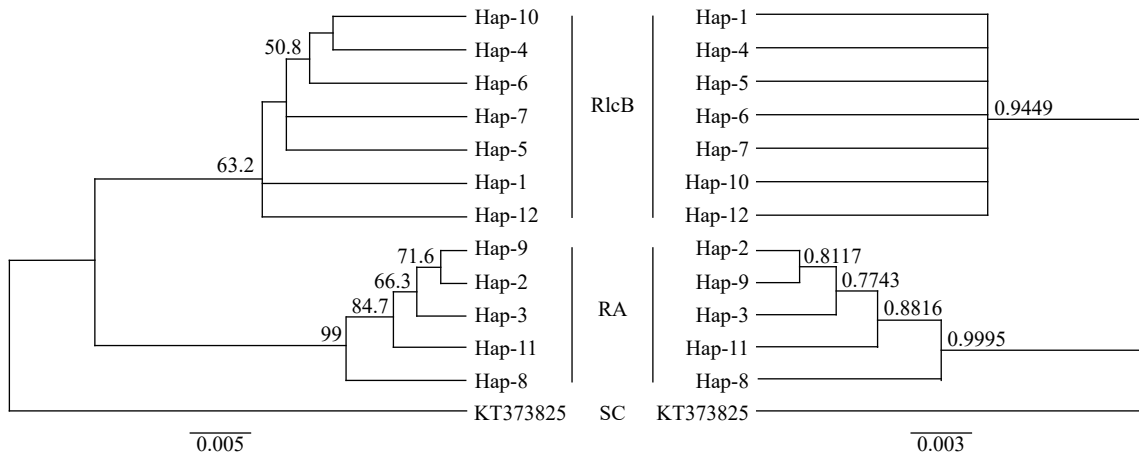 Hap-10 Hap-1
50.8 Hap-4 Hap-4
Hap-6 Hap-5
RlcB
Hap-7 Hap-6 0.9449
Hap-5 Hap-7
63.2 Hap-1 Hap-10
Hap-12 Hap-12
Hap-9 Hap-2
71.6 0.8117
66.3 Hap-2 Hap-9 0.7743
84.7 Hap-3 RA Hap-3 0.8816
99 Hap-11 Hap-11 0.9995
Hap-8 Hap-8
KT373825 SC KT373825
0.005 0.003